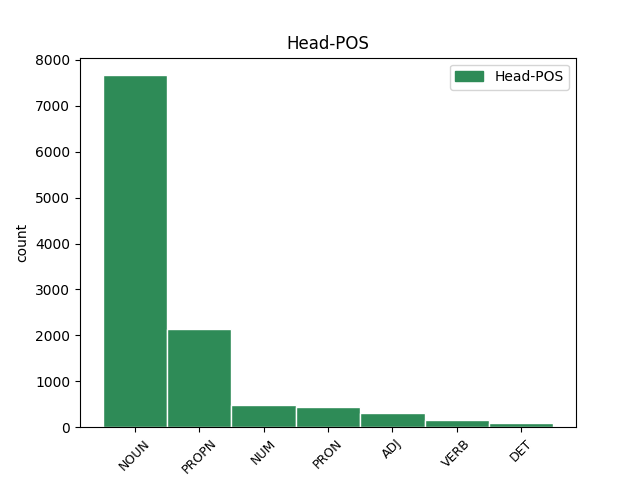 Head-POS
Head-POS
8000
7000
6000
5000
4000
3000
2000
1000
0
count
NOUN
PROPN
NUM
PRON
ADJ
VERB
DET